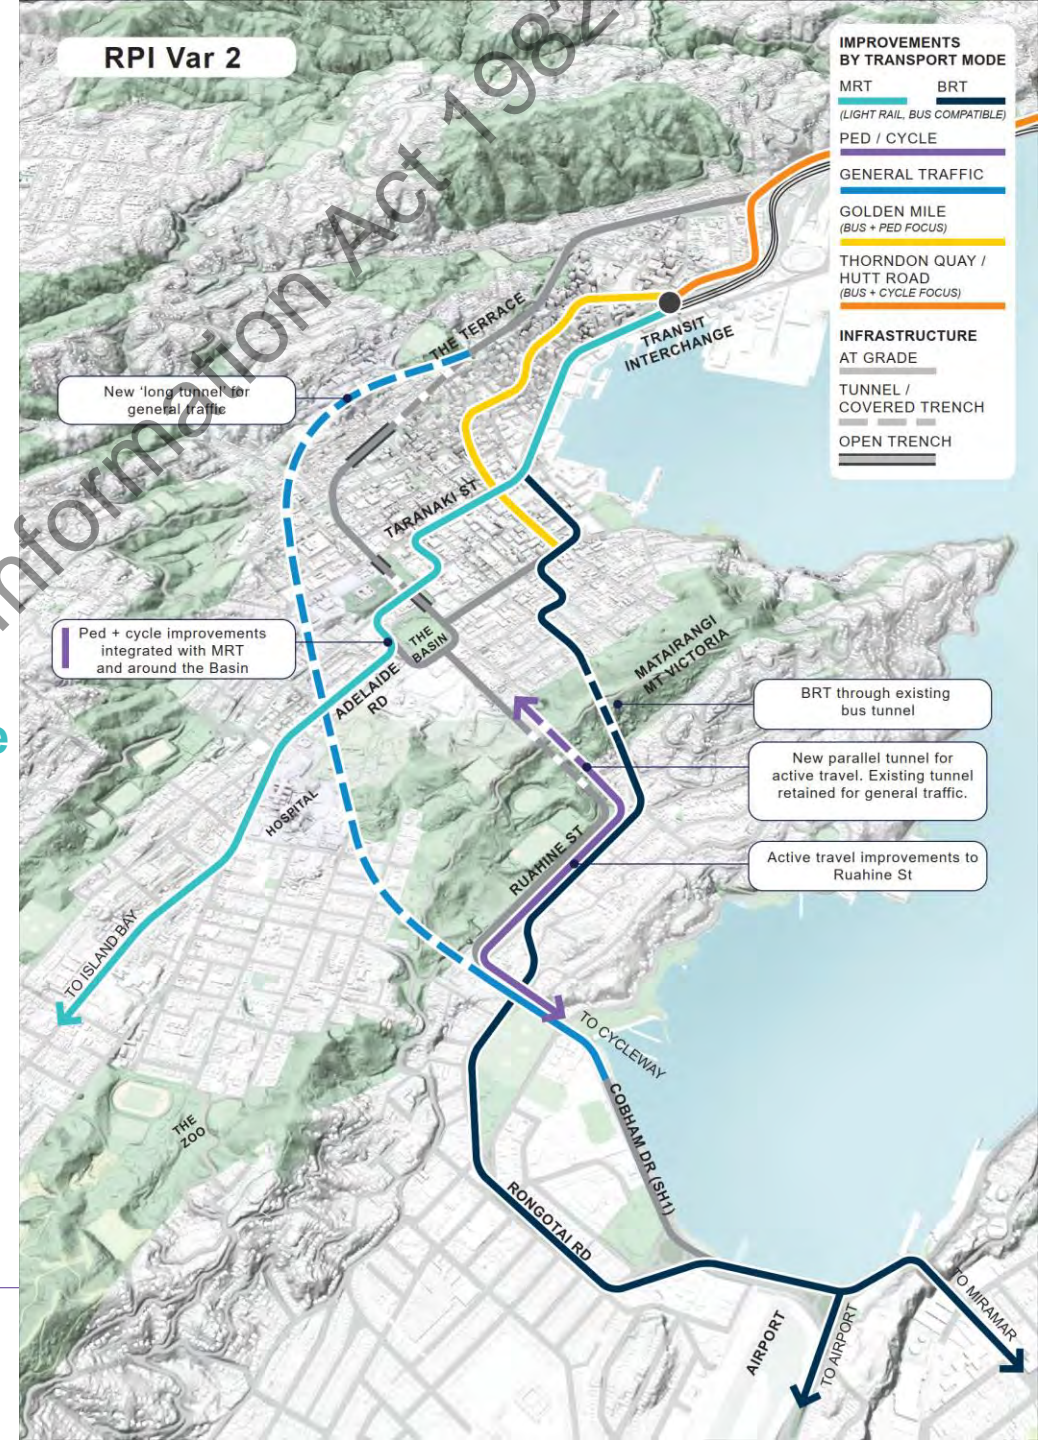 RPI Var 2
IMPROVEMENTS
BY TRANSPORT MODE
MRT
BRT
(LIGHT RAIL, BUS COMPATIBLE)
PED / CYCLE
GENERAL TRAFFIC
GOLDEN MILE
(BUS + PED FOCUS)
THORNDON QUAY /
HUTT ROAD
(BUS + CYCLE FOCUS)
INFRASTRUCTURE
AT GRADE
TUNNEL /
COVERED TRENCH
OPEN TRENCH
Information Act 1982
THE TERRACE
TRANSIT
INTERCHANGE
New 'long tunnel' for
general traffic
TARANAKI ST
Ped + cycle improvements
integrated with MRT
and around the Basin
THE
BASIN
MATAIRANGI
MT VICTORIA
ADELAIDE
RD
BRT through existing
bus tunnel
e
New parallel tunnel for
active travel. Existing tunnel
retained for general traffic.
HOSPITAL
RUAHINE ST
Active travel improvements to
Ruahine St
TO ISLAND BAY
TO CYCLEWAY
THE
ZOO
COBHAM DR (SH1)
RONGOTAI RD
AIRPORT
TO AIRPORT
TO MIRAMAR